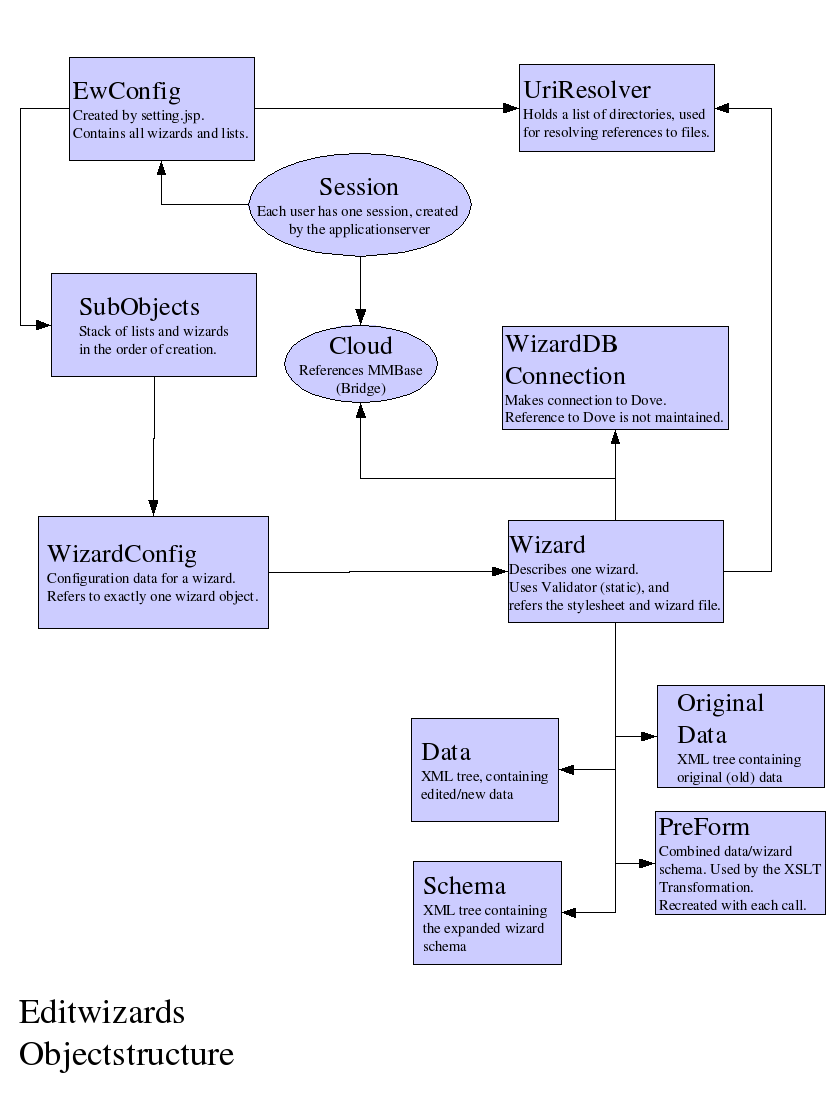 EwConfig
Created by setting.jsp.
Contains all wizards and lists.
UriResolver
Holds a list of directories, used
for resolving references to files.
Session
Each user has one session, created
by the applicationserver
SubObjects
Stack of lists and wizards
in the order of creation.
Cloud
References MMBase
(Bridge)
WizardDB
Connection
Makes connection to Dove.
Reference to Dove is not maintained.
WizardConfig
Configuration data for a wizard.
Refers to exactly one wizard object.
Wizard
Describes one wizard.
Uses Validator (static), and
refers the stylesheet and wizard file.
Original
Data
XML tree containing
original (old) data
Data
XML tree, containing
edited/new data
PreForm
Combined data/wizard
schema. Used by the XSLT
Transformation.
Recreated with each call.
Schema
XML tree containing
the expanded wizard
schema
Editwizards
Objectstructure